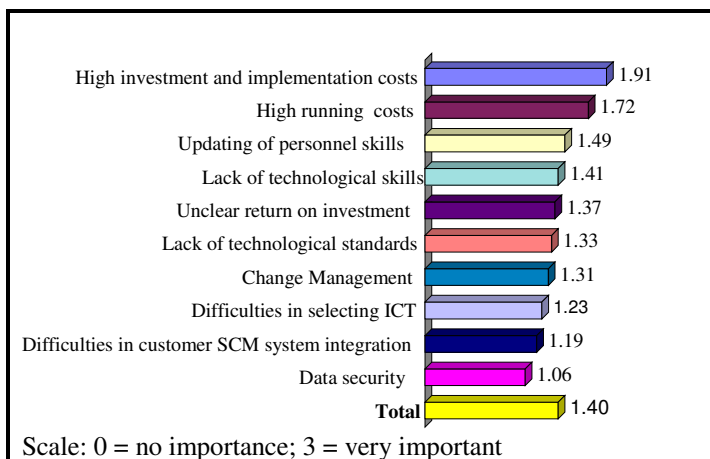 High investment and implementation costs 1.91
High running costs 1.72
Updating of personnel skills 1.49
Lack of technological skills 1.41
Unclear return on investment 1.37
Lack of technological standards 1.33
Change Management 1.31
Difficulties in selecting ICT 1.23
Difficulties in customer SCM system integration 1.19
Data security 1.06
Total 1.40
Scale: 0 = no importance; 3 = very important